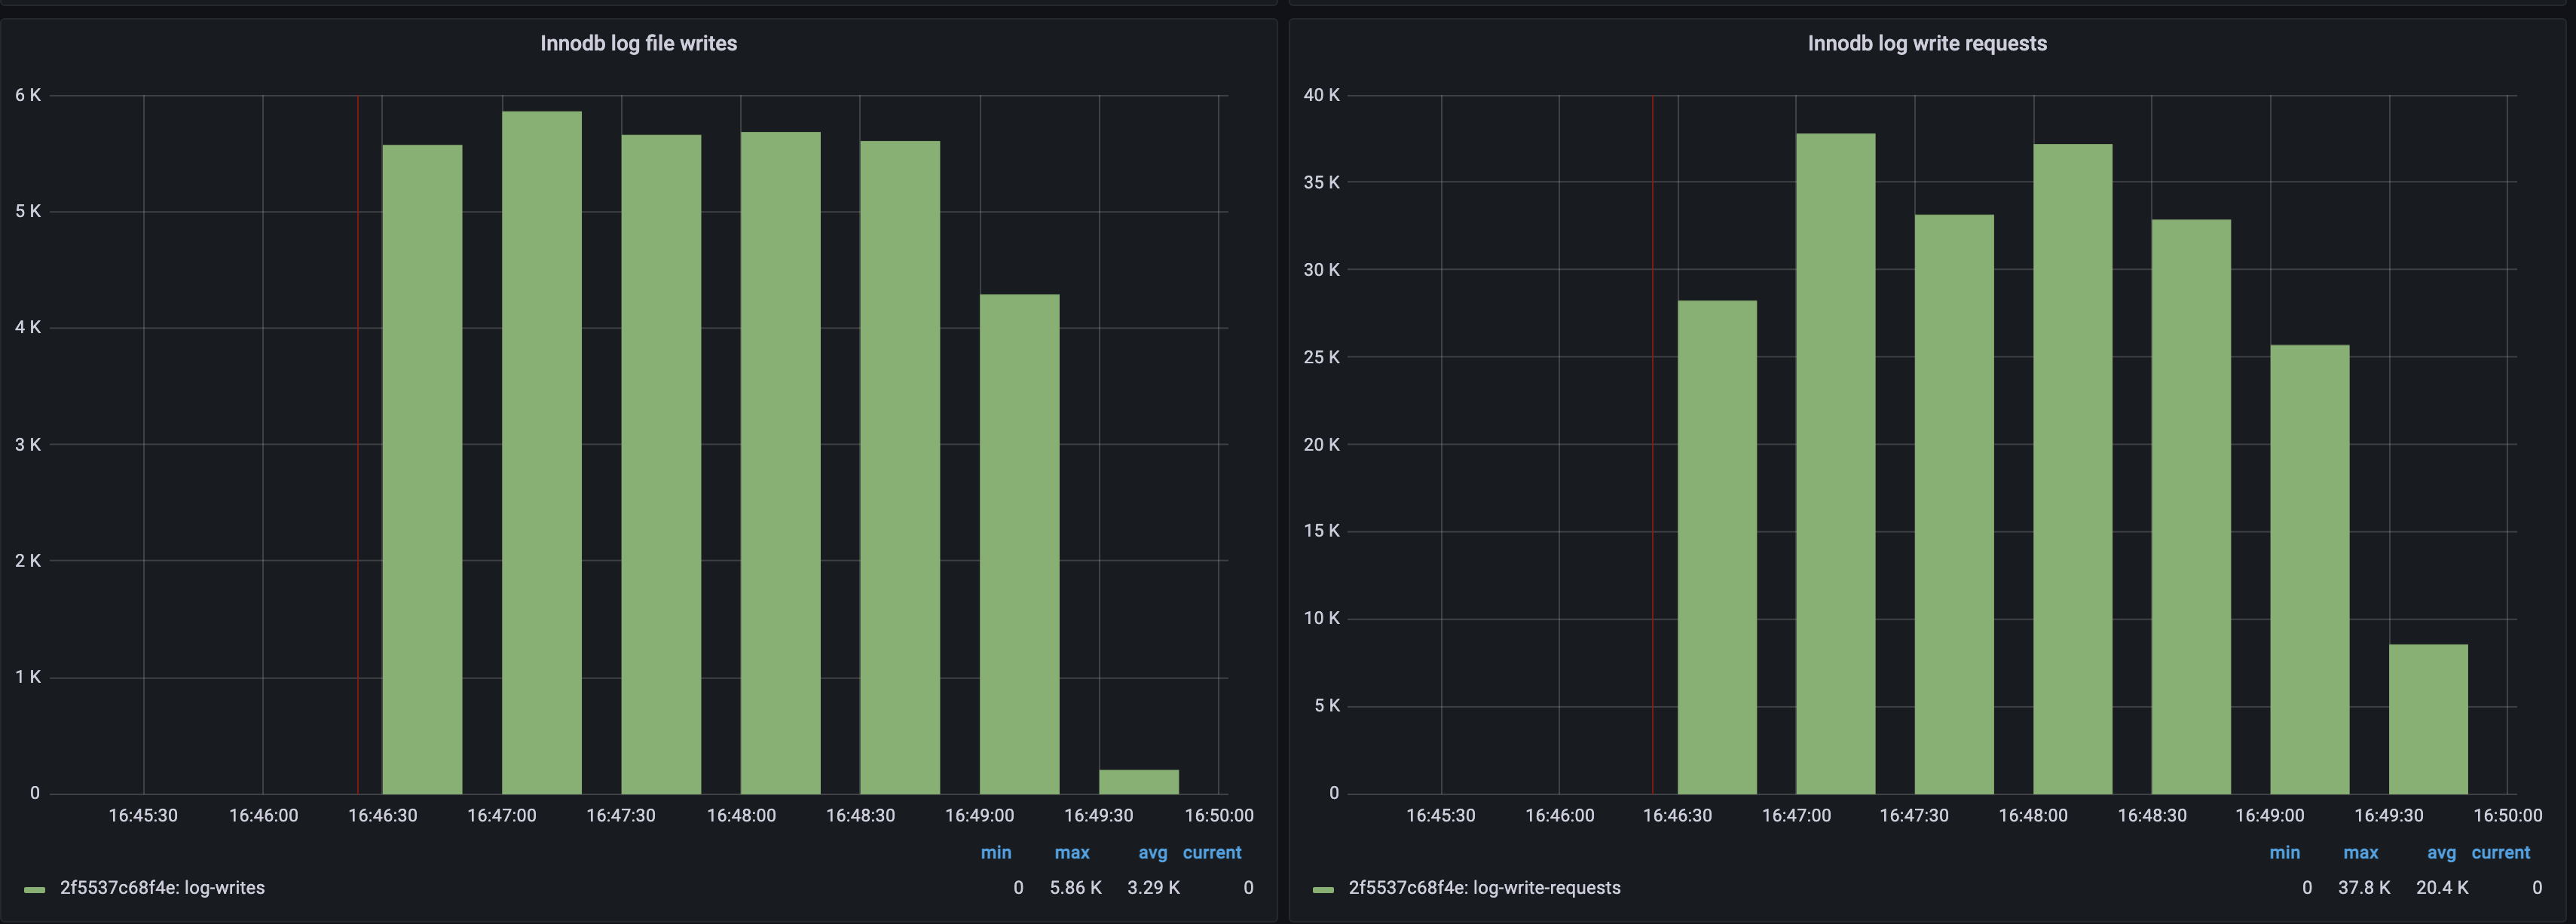 Innodb log file writes
6 K
5 K
4 K
3 K
2 K
1 K
0
16:45:30 16:46:00 16:46:30 16:47:00 16:47:30 16:48:00 16:48:30 16:49:00 16:49:30 16:50:00
min max avg current
2f5537c68f4e: log-writes 0 5.86 K 3.29 K 0
Innodb log write requests
40 K
35 K
30 K
25 K
20 K
15 K
10 K
5 K
0
16:45:30 16:46:00 16:46:30 16:47:00 16:47:30 16:48:00 16:48:30 16:49:00 16:49:30 16:50:00
min max avg current
2f5537c68f4e: log-write-requests 0 37.8 K 20.4 K 0